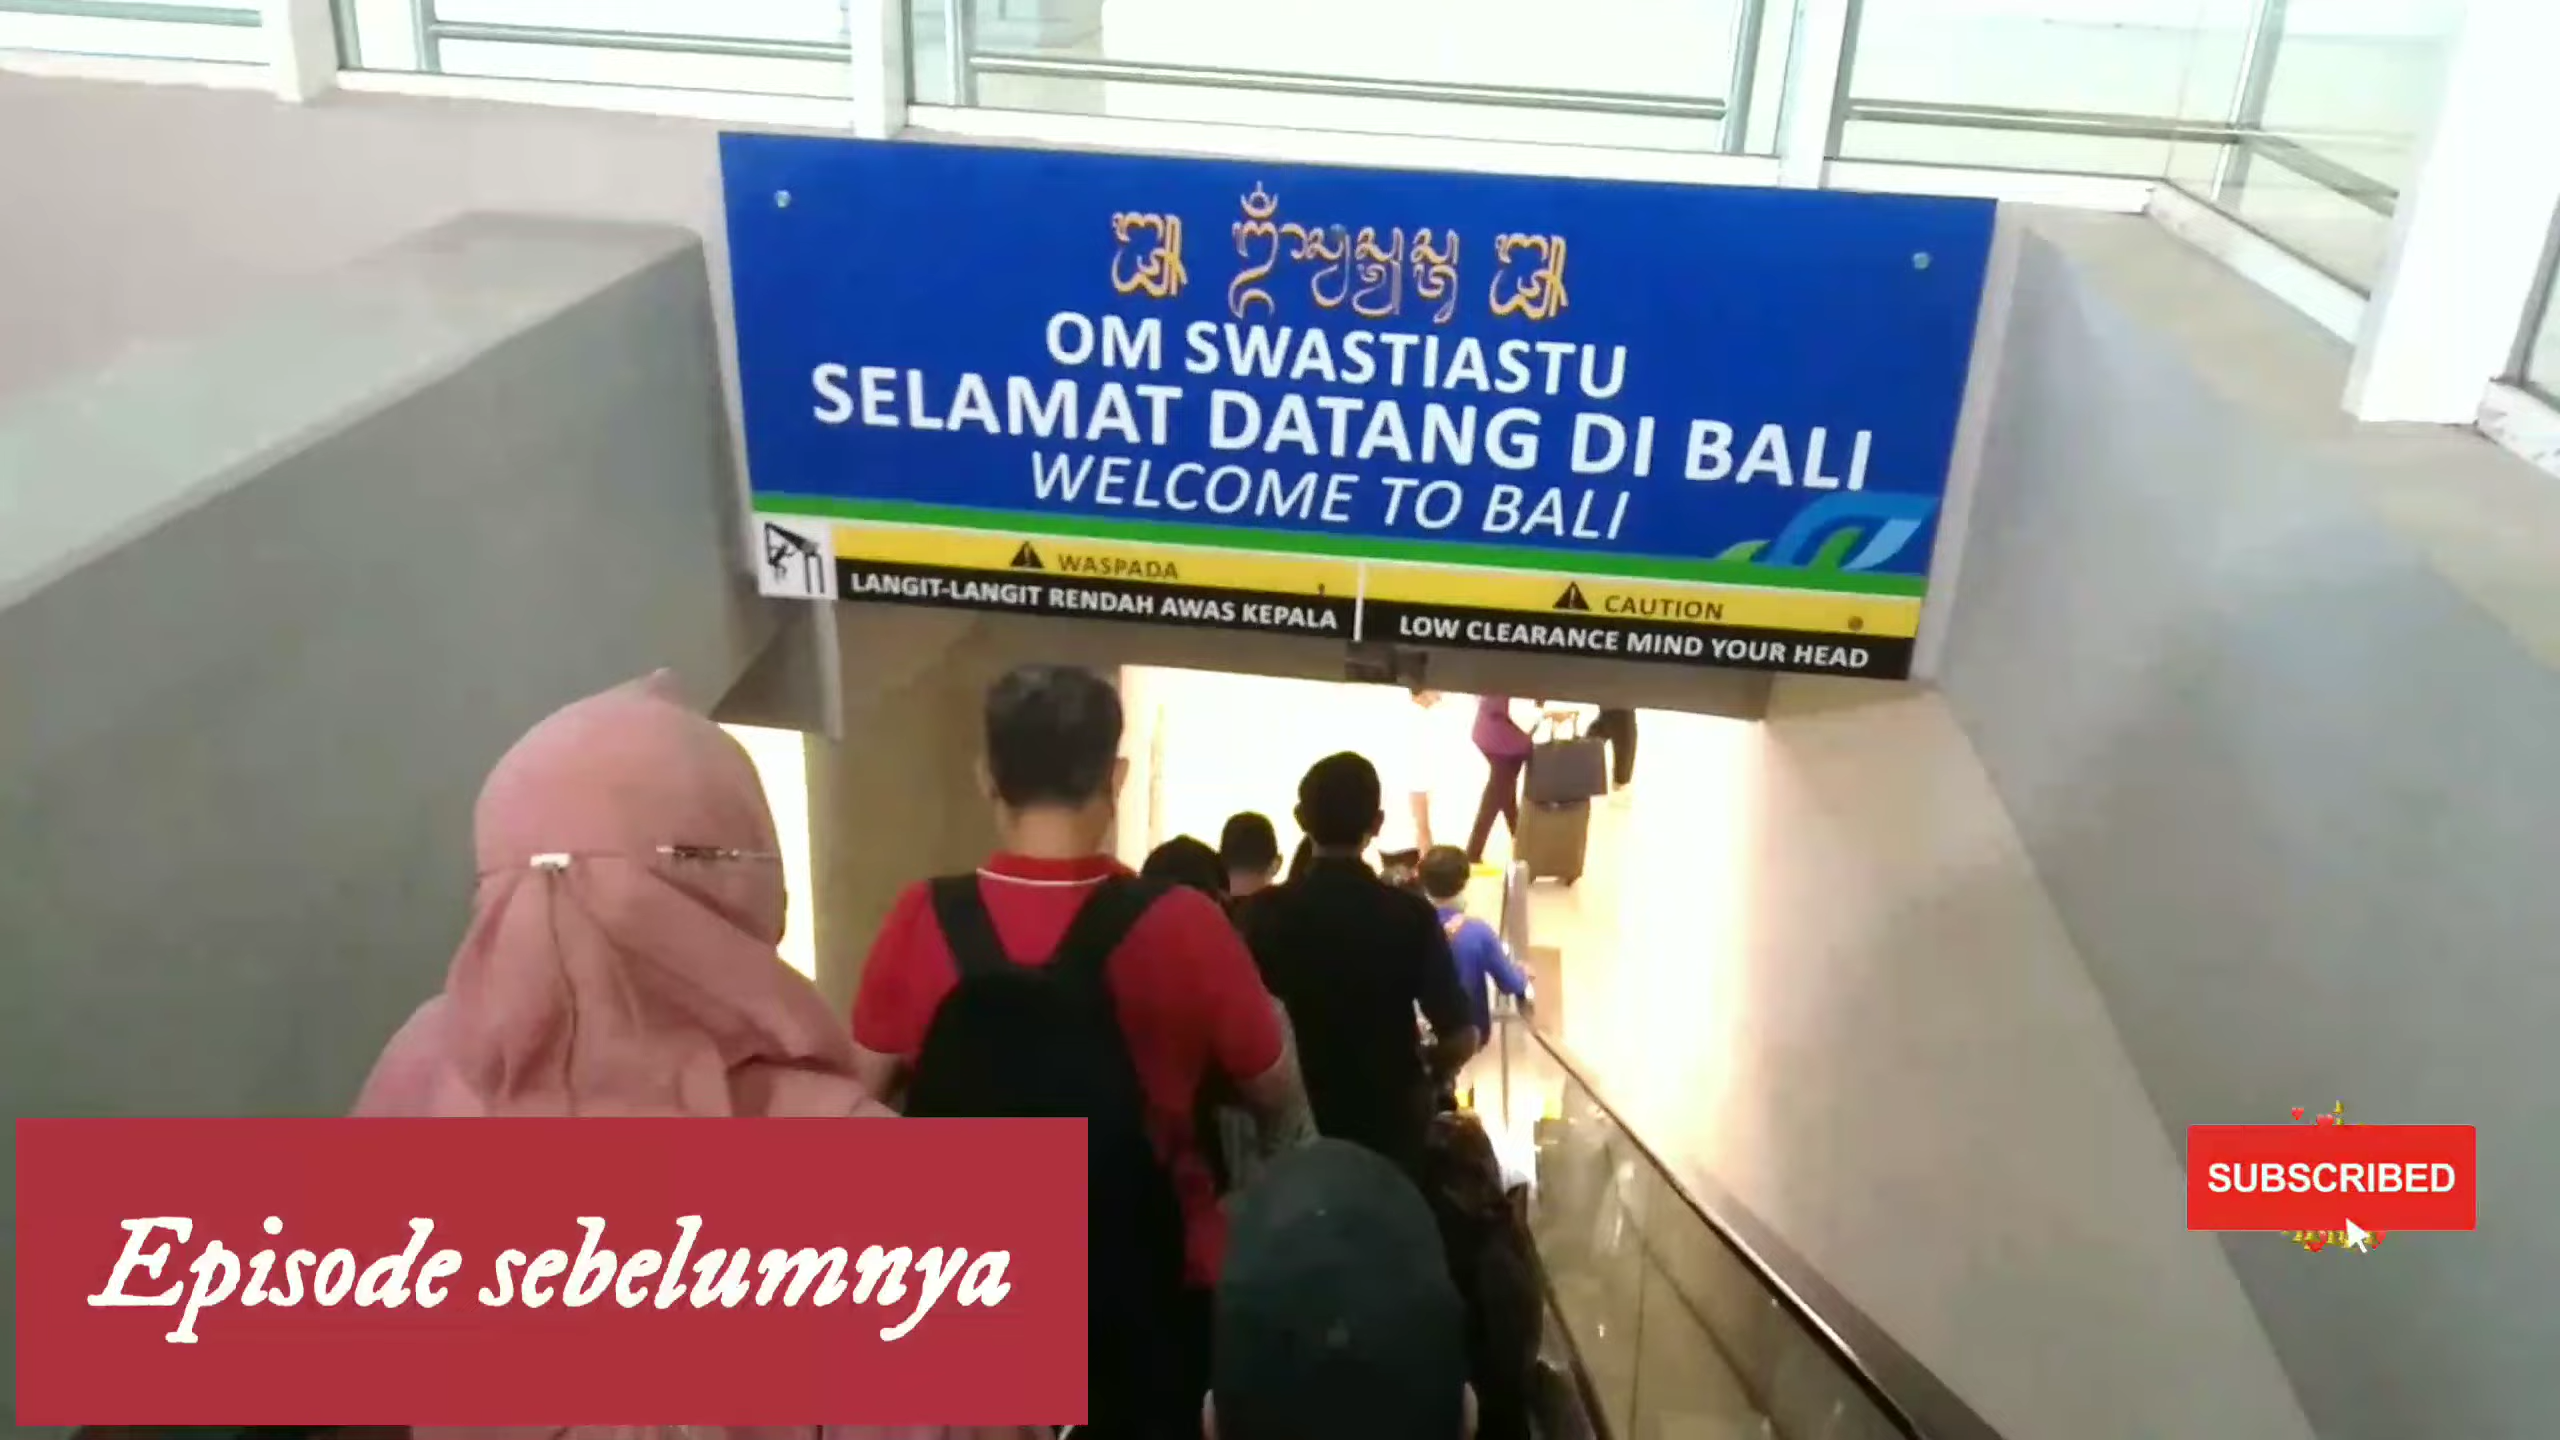 OM SWASTIASTU
SELAMAT DATANG DI BALI
WELCOME TO BALI
WASPADA
LANGIT-LANGIT RENDAH AWAS KEPALA
CAUTION
LOW CLEARANCE MIND YOUR HEAD
Episode sebelumnya
SUBSCRIBED